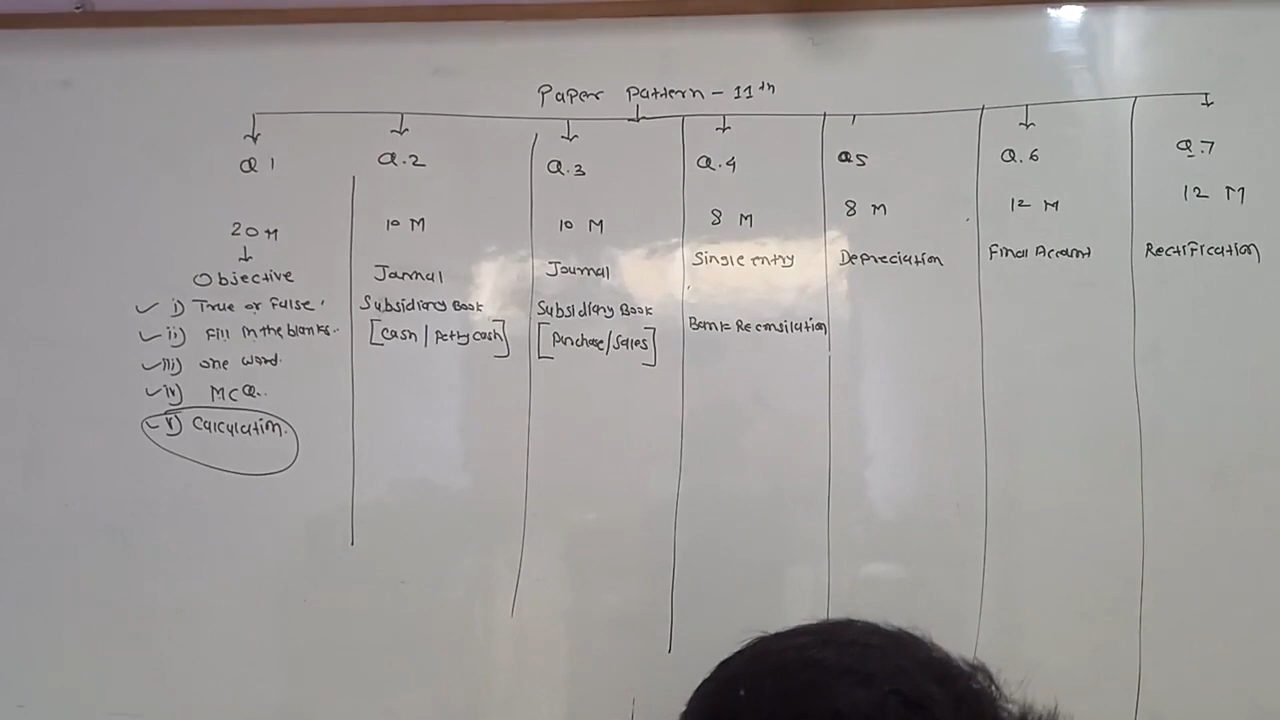 Paper Pattern - 11th
Q 1
20 M
Objective
i) True or False.
ii) Fill in the blanks..
iii) one word.
iv) MCQ..
v) Calculation.
Q.2
10 M
Journal
Subsidiary Book
[Cash / Petty cash]
Q.3
10 M
Journal
Subsidiary Book
[Purchase/Sales]
Q.4
8 M
Single entry
Bank Reconsilation
Q5
8 M
Depreciation
Q.6
12 M
Final Account
Q.7
12 M
Rectification